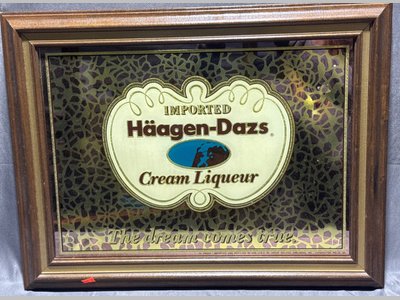 IMPORTED
Häagen-Dazs®
Cream Liqueur
The dream comes true.